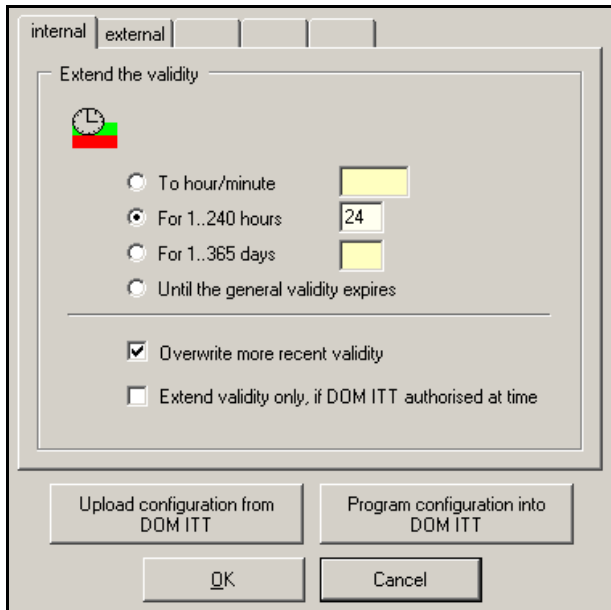 internal
external
Extend the validity
To hour/minute
For 1..240 hours
24
For 1..365 days
Until the general validity expires
Overwrite more recent validity
Extend validity only, if DOM ITT authorised at time
Upload configuration from
DOM ITT
Program configuration into
DOM ITT
OK
Cancel